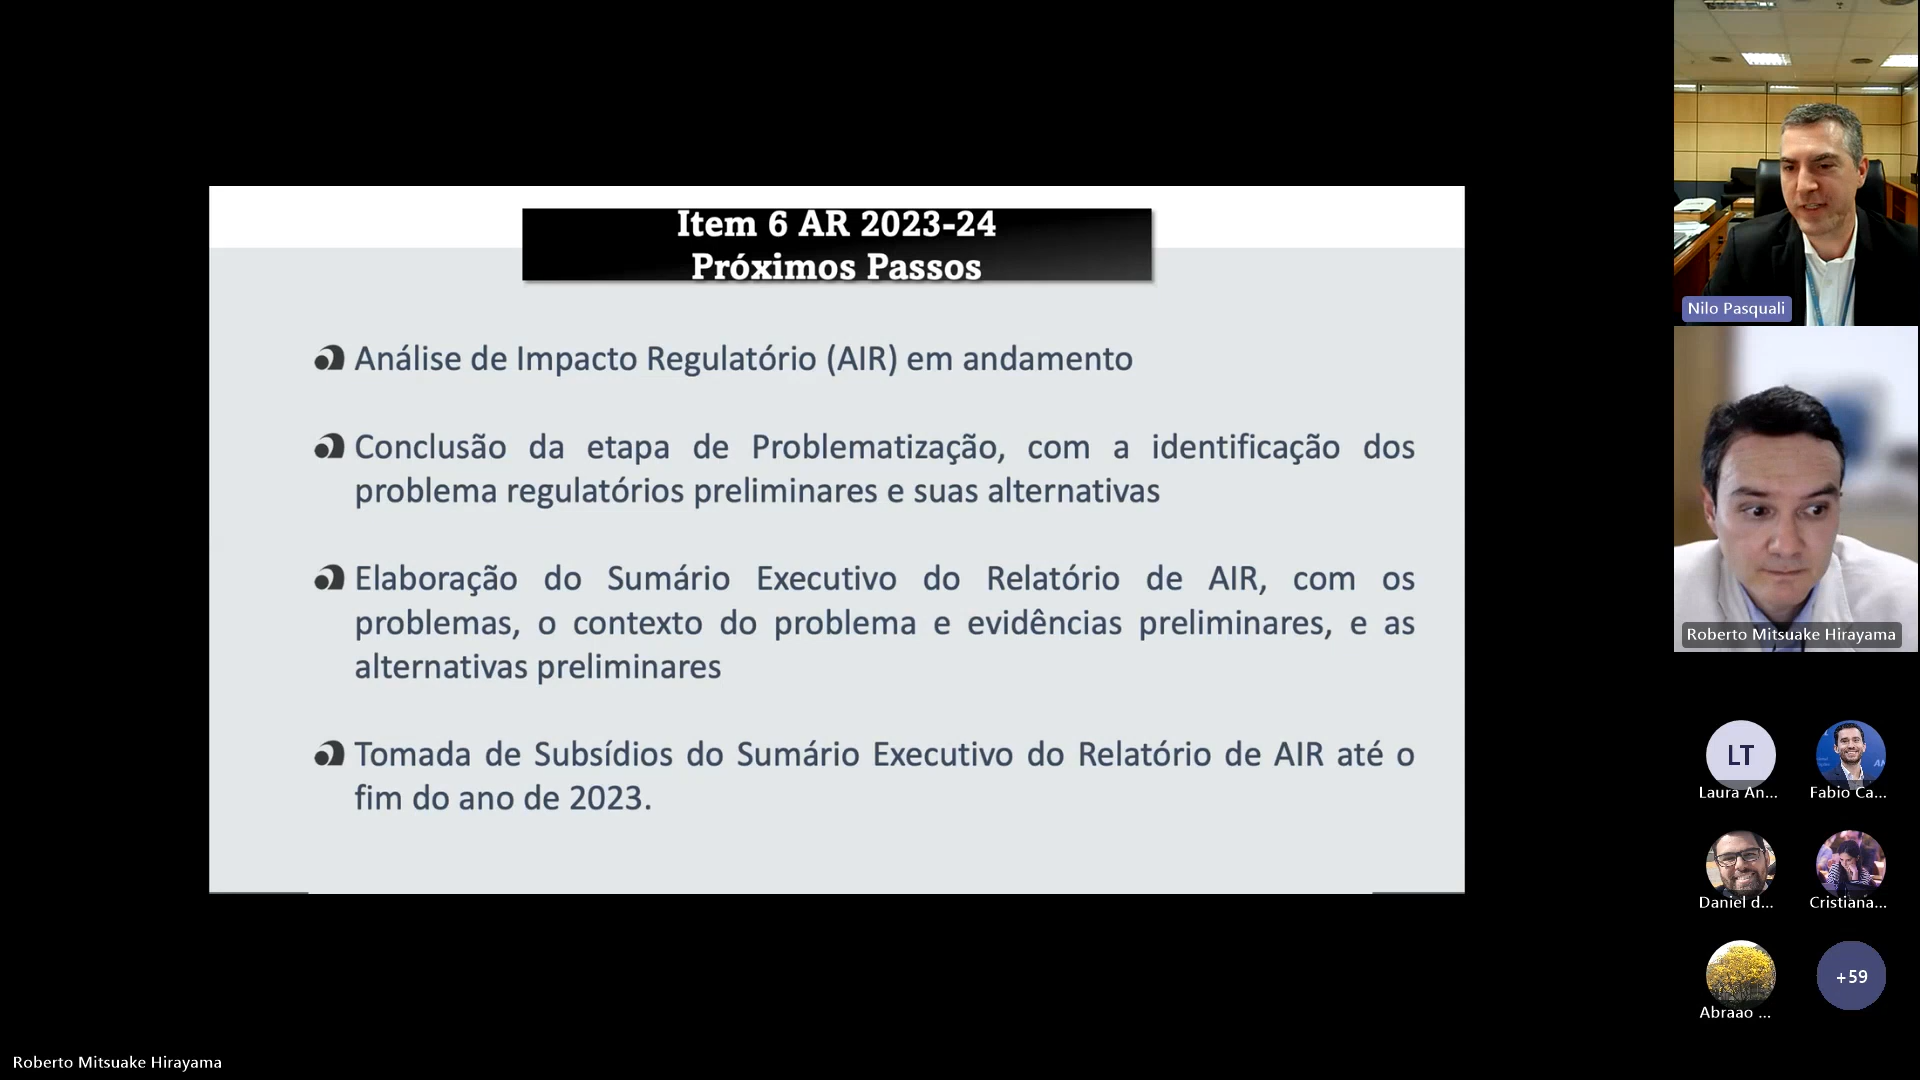 Item 6 AR 2023-24
Próximos Passos
Análise de Impacto Regulatório (AIR) em andamento
Conclusão da etapa de Problematização, com a identificação dos
problema regulatórios preliminares e suas alternativas
Elaboração do Sumário Executivo do Relatório de AIR, com os
problemas, o contexto do problema e evidências preliminares, e as
alternativas preliminares
Tomada de Subsídios do Sumário Executivo do Relatório de AIR até o
fim do ano de 2023.
Nilo Pasquali
Roberto Mitsuake Hirayama
LT
Laura An...
Fabio Ca...
Daniel d...
Cristiana...
Abraao ...
+59
Roberto Mitsuake Hirayama